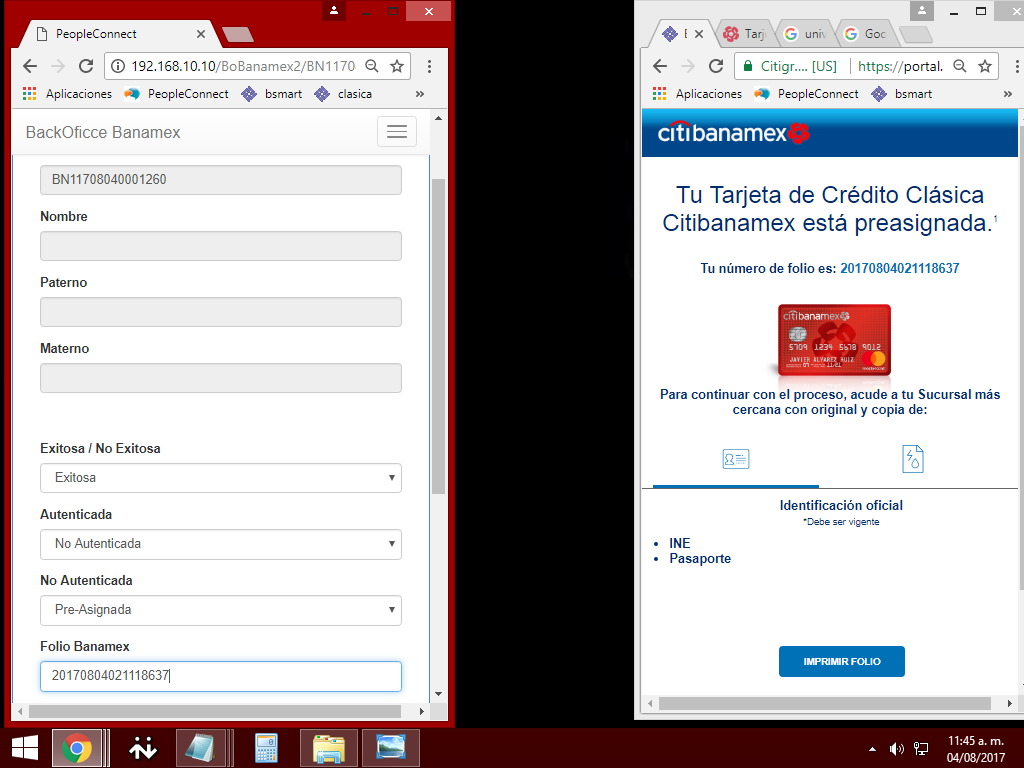 PeopleConnect
192.168.10.10/BoBanamex2/BN1170
Aplicaciones
PeopleConnect
bsmart
clasica
»
BackOficce Banamex
BN11708040001260
Nombre
Paterno
Materno
Exitosa / No Exitosa
Exitosa
Autenticada
No Autenticada
No Autenticada
Pre-Asignada
Folio Banamex
20170804021118637
Tarj
univ
Goc
Citigr.... [US]
https://portal.
Aplicaciones
PeopleConnect
bsmart
»
citibanamex
Tu Tarjeta de Crédito Clásica
Citibanamex está preasignada.¹
Tu número de folio es: 20170804021118637
citibanamex
5709 1234 5678 9012
JAVIER ALVAREZ RUIZ
mastercard
Para continuar con el proceso, acude a tu Sucursal más
cercana con original y copia de:
Identificación oficial
*Debe ser vigente
• INE
• Pasaporte
IMPRIMIR FOLIO
11:45 a. m.
04/08/2017